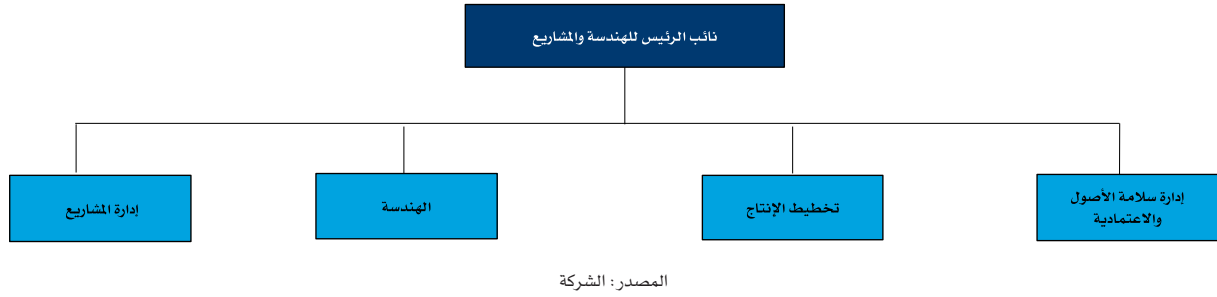 نائب الرئيس للهندسة والمشاريع
إدارة سلامة الأصول
والاعتمادية
تخطيط الإنتاج
الهندسة
إدارة المشاريع
المصدر: الشركة